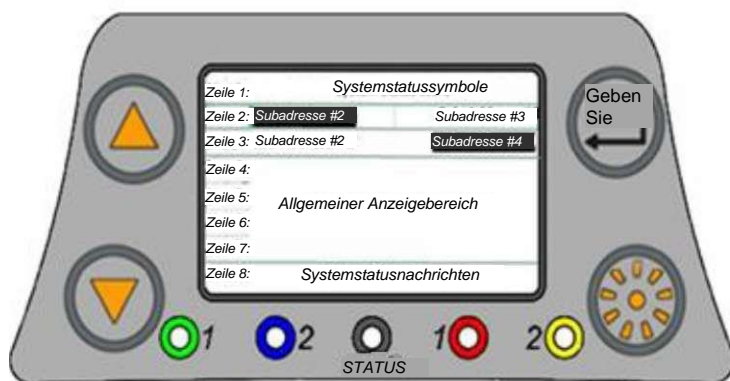 Zeile 1: Systemstatussymbole
Geben
Sie
Zeile 2: Subadresse #2 Subadresse #3
Zeile 3: Subadresse #2 Subadresse #4
Zeile 4:
Zeile 5:
Allgemeiner Anzeigebereich
Zeile 6:
Zeile 7:
Zeile 8: Systemstatusnachrichten
1 2 1 2
STATUS